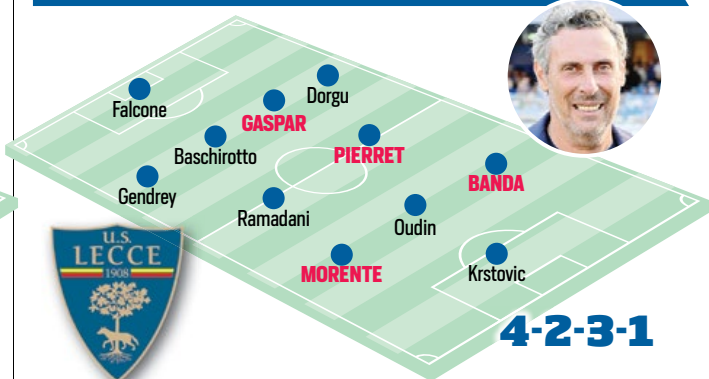 Falcone
Dorgu
GASPAR
Baschirotto
PIERRET
Gendrey
BANDA
Ramadani
Oudin
MORENTE
Krstovic
U.S.
LECCE
1908
4-2-3-1